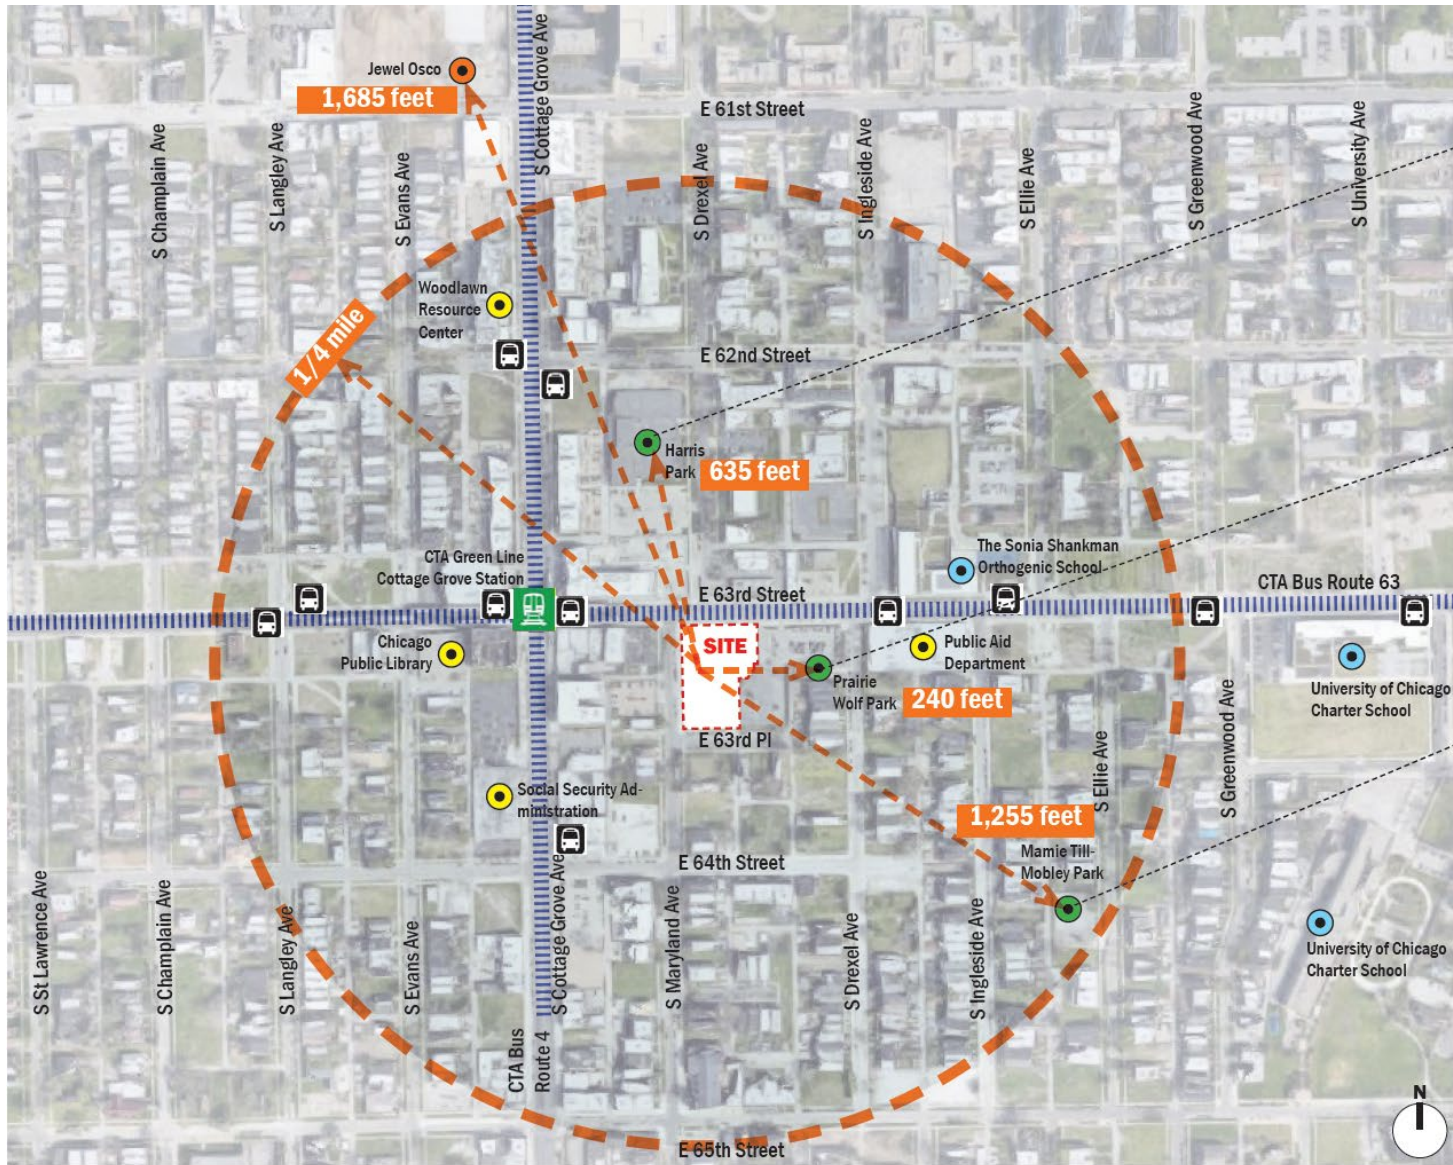 Jewel Osco
1,685 feet
S Cottage Grove Ave
E 61st Street
S Champlain Ave
S Langley Ave
S Evans Ave
S Drexel Ave
S Ingleside Ave
S Ellie Ave
S Greenwood Ave
S University Ave
Woodlawn
Resource
Center
1/4 mile
E 62nd Street
Harris
Park
635 feet
CTA Green Line
Cottage Grove Station
E 63rd Street
The Sonia Shankman
Orthogenic School
CTA Bus Route 63
Chicago
Public Library
SITE
Prairie
Wolf Park
240 feet
Public Aid
Department
University of Chicago
Charter School
E 63rd Pl
S Ellie Ave
S Greenwood Ave
Social Security Ad-
ministration
1,255 feet
Mamie Till-
Mobley Park
E 64th Street
S St Lawrence Ave
S Champlain Ave
S Langley Ave
S Evans Ave
S Cottage Grove Ave
S Maryland Ave
S Drexel Ave
S Ingleside Ave
University of Chicago
Charter School
CTA Bus
Route 4
N
E 65th Street